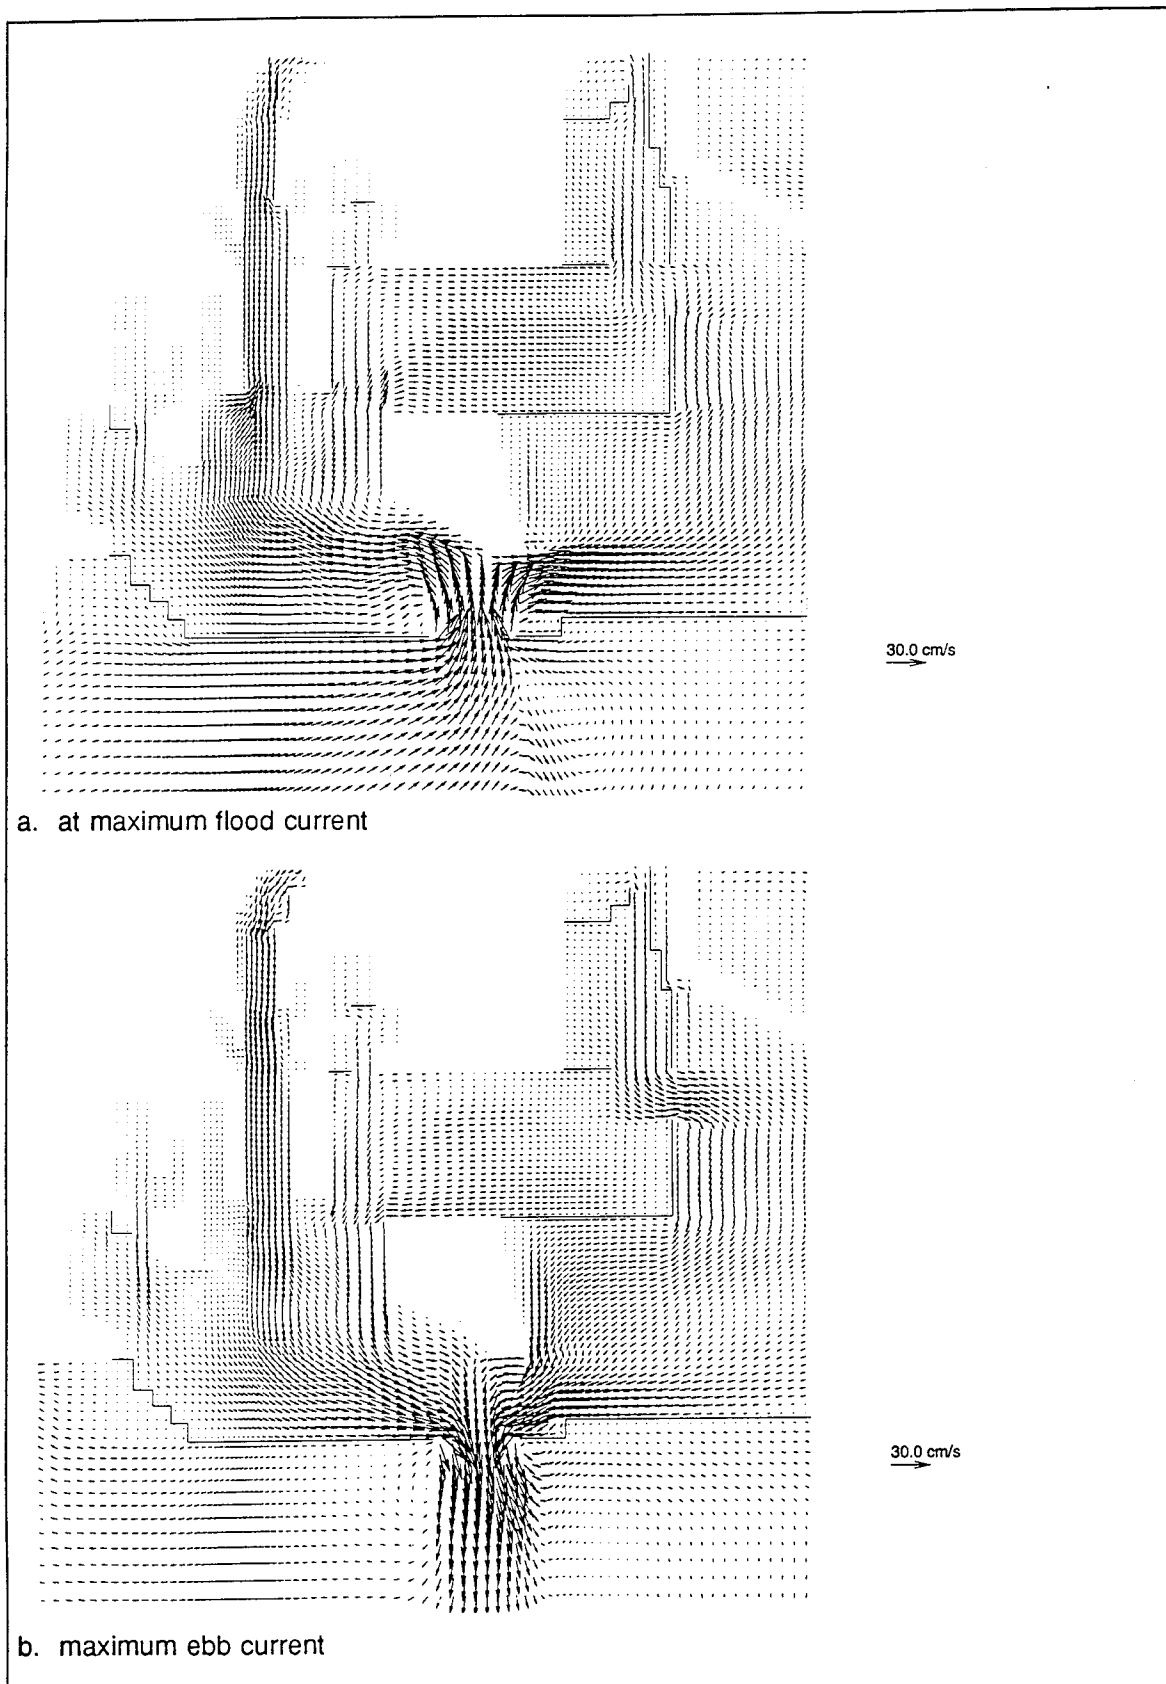 30.0 cm/s
a. at maximum flood current
30.0 cm/s
b. maximum ebb current